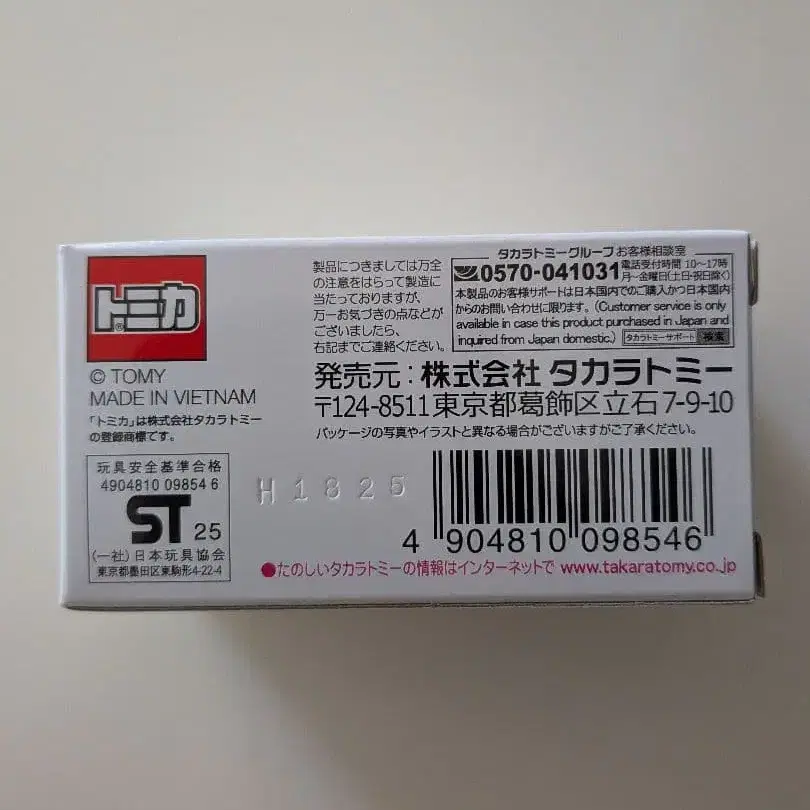 トミカ®
© TOMY
MADE IN VIETNAM
「トミカ」は株式会社タカラトミー
の登録商標です。
製品につきましては万全
の注意をはらって製造に
当たっておりますが、
万一お気づきの点などが
ございましたら、
右記までご連絡ください。
タカラトミーグループお客様相談室
0570-041031 電話受付時間 10〜17時
月〜金曜日(土日・祝日除く)
本製品のお客様サポートは日本国内でのご購入かつ日本国内
からのお問い合わせに限ります。(Customer service is only
available in case this product purchased in Japan and
inquired from Japan domestic.) タカラトミーサポート 検索
発売元:株式会社 タカラトミー
〒124-8511 東京都葛飾区立石7-9-10
パッケージの写真やイラストと異なる場合がございますがご了承ください。
玩具安全基準合格
4904810 09854 6
ST 25
(一社)日本玩具協会
東京都墨田区東駒形4-22-4
H1825
4 904810 098546
●たのしいタカラトミーの情報はインターネットで www.takaratomy.co.jp